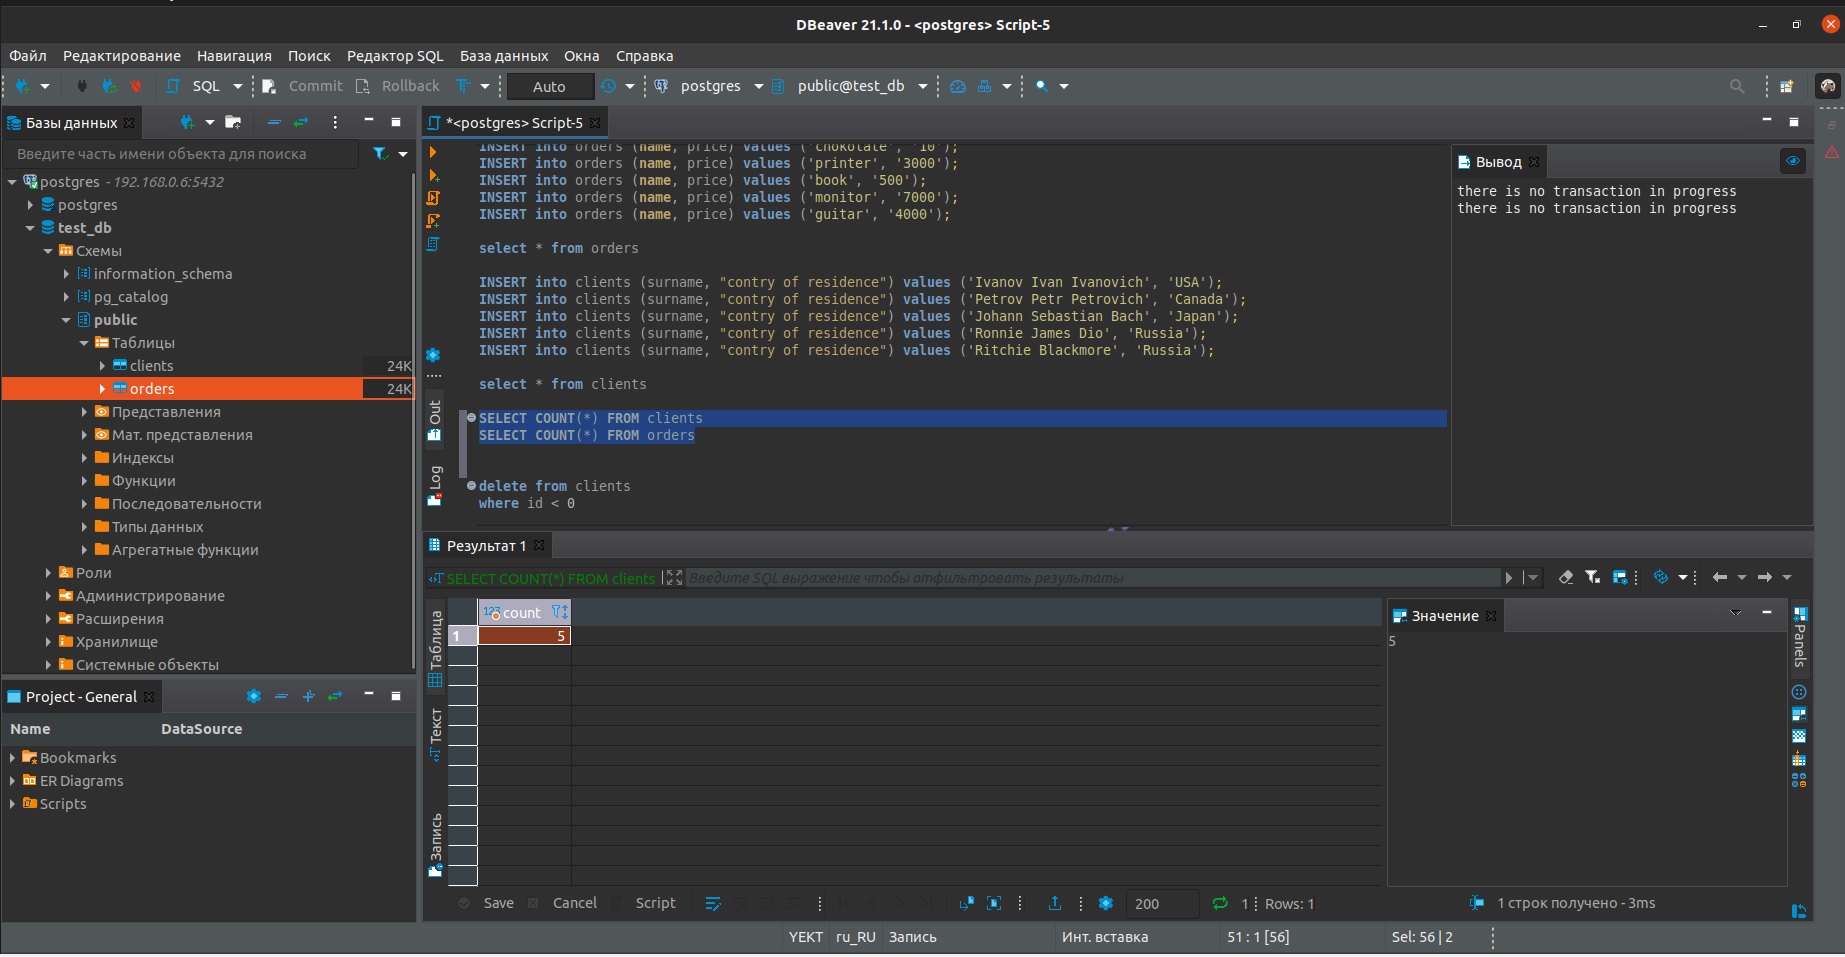 DBeaver 21.1.0 - <postgres> Script-5
Файл Редактирование Навигация Поиск Редактор SQL База данных Окна Справка
SQL Commit Rollback Auto postgres public@test_db
Базы данных
Введите часть имени объекта для поиска
postgres - 192.168.0.6:5432
postgres
test_db
Схемы
information_schema
pg_catalog
public
Таблицы
clients 24K
orders 24K
Представления
Мат. представления
Индексы
Функции
Последовательности
Типы данных
Агрегатные функции
Роли
Администрирование
Расширения
Хранилище
Системные объекты
Project - General
Name DataSource
Bookmarks
ER Diagrams
Scripts
*<postgres> Script-5
INSERT into orders (name, price) values ('chokolate', '10');
INSERT into orders (name, price) values ('printer', '3000');
INSERT into orders (name, price) values ('book', '500');
INSERT into orders (name, price) values ('monitor', '7000');
INSERT into orders (name, price) values ('guitar', '4000');
select * from orders
INSERT into clients (surname, "contry of residence") values ('Ivanov Ivan Ivanovich', 'USA');
INSERT into clients (surname, "contry of residence") values ('Petrov Petr Petrovich', 'Canada');
INSERT into clients (surname, "contry of residence") values ('Johann Sebastian Bach', 'Japan');
INSERT into clients (surname, "contry of residence") values ('Ronnie James Dio', 'Russia');
INSERT into clients (surname, "contry of residence") values ('Ritchie Blackmore', 'Russia');
select * from clients
SELECT COUNT(*) FROM clients
SELECT COUNT(*) FROM orders
delete from clients
where id < 0
Out
Log
Вывод
there is no transaction in progress
there is no transaction in progress
Результат 1
SELECT COUNT(*) FROM clients Введите SQL выражение чтобы отфильтровать результаты
Таблица
Текст
Запись
123 count
1 5
Значение
5
Panels
Save Cancel Script 200 1 Rows: 1 1 строк получено - 3ms
YEKT ru_RU Запись Инт. вставка 51 : 1 [56] Sel: 56 | 2